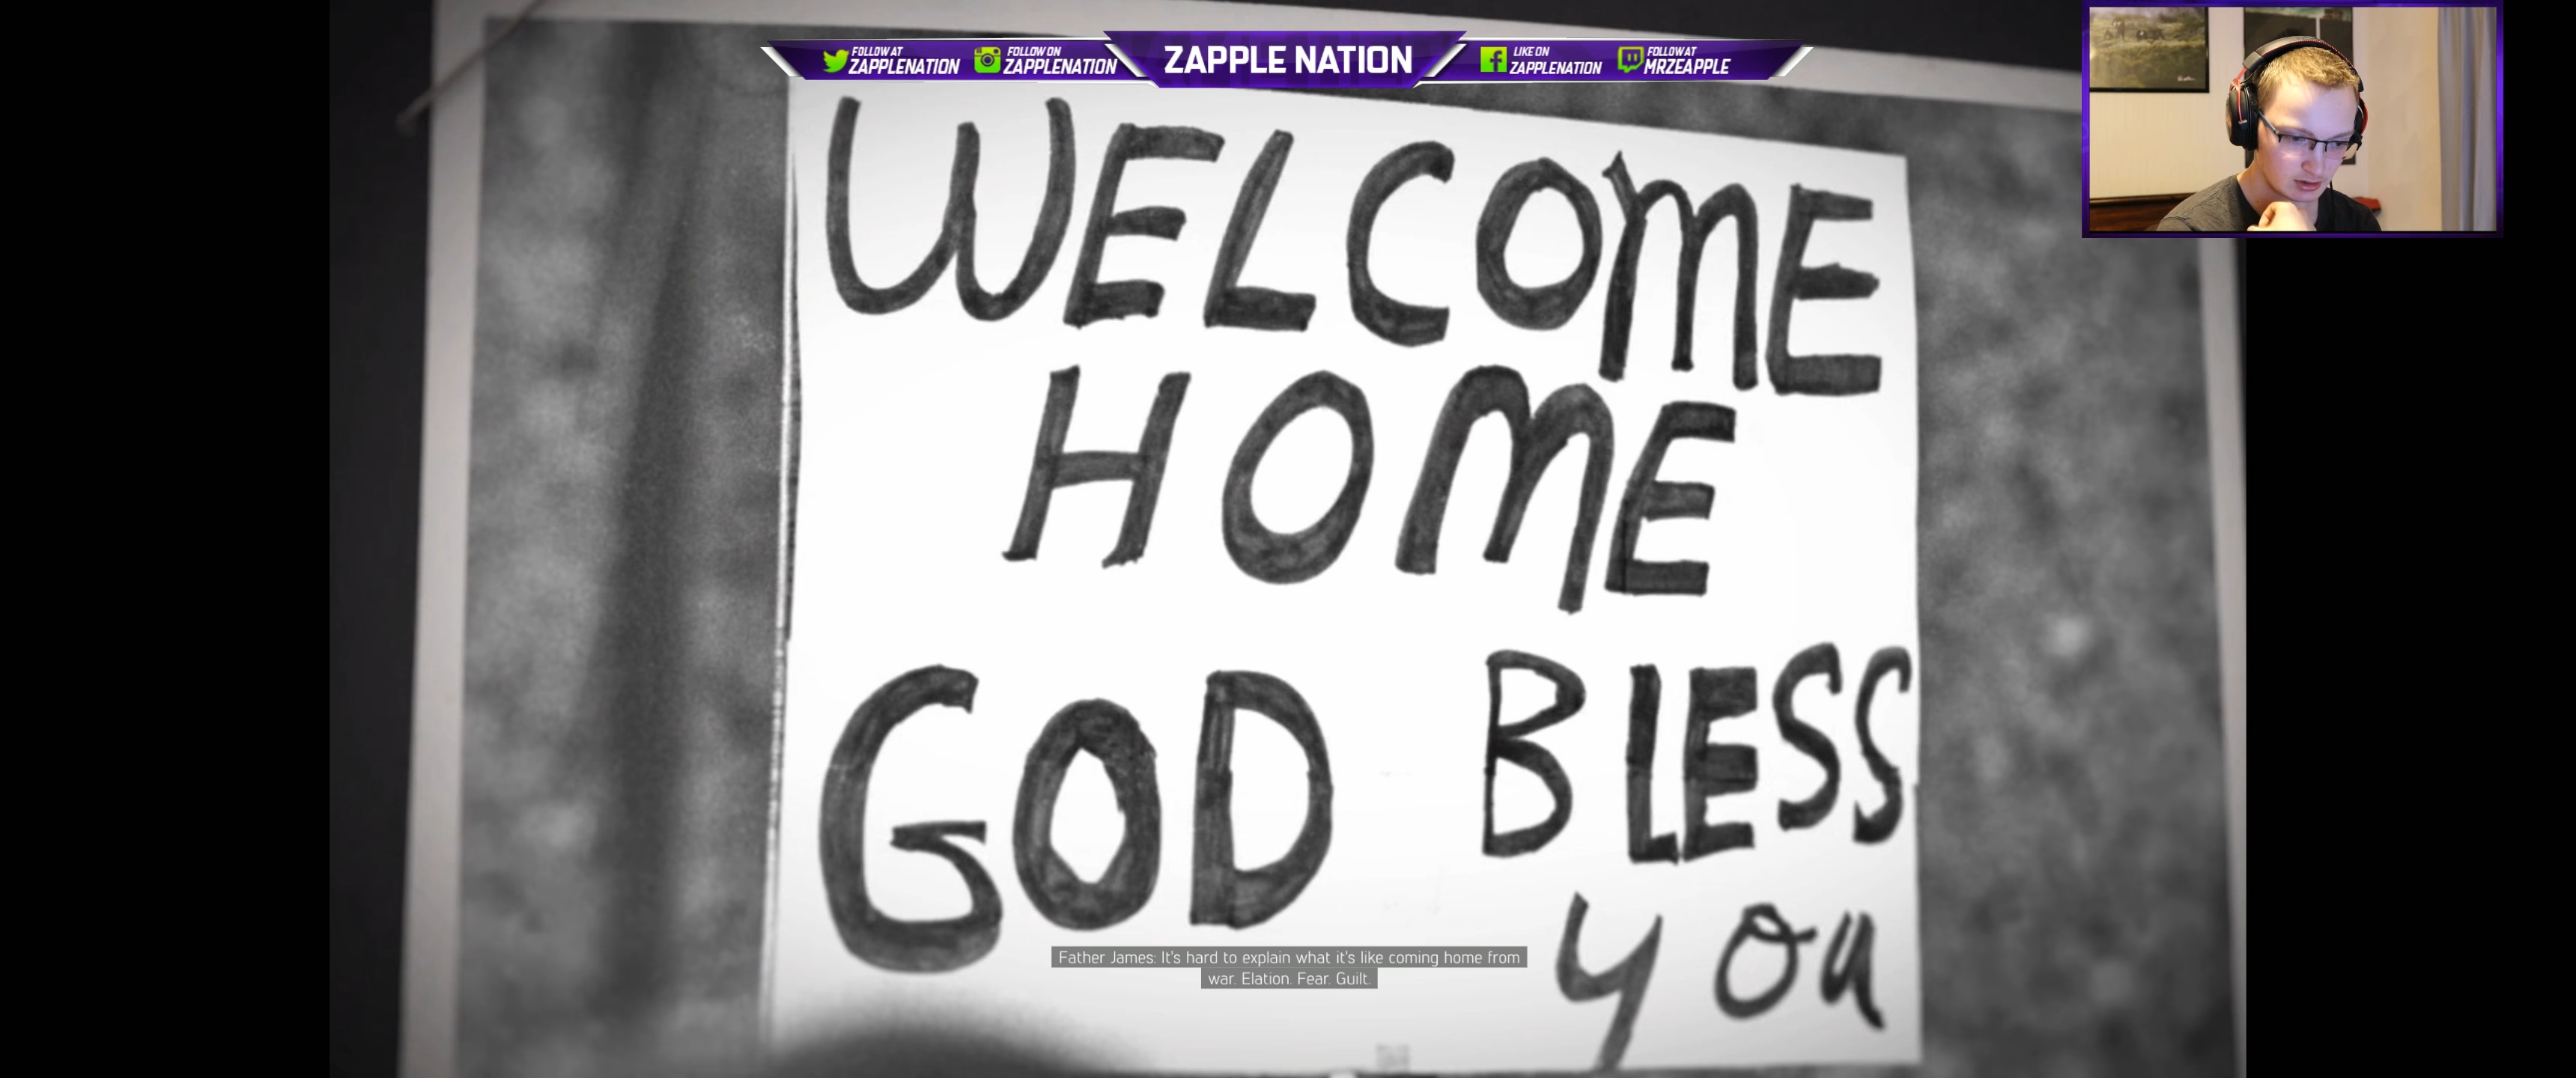 FOLLOW AT
ZAPPLENATION
FOLLOW ON
ZAPPLENATION
ZAPPLE NATION
LIKE ON
ZAPPLENATION
FOLLOW AT
MRZEAPPLE
WELCOME
HOME
GOD BLESS
you
Father James: It's hard to explain what it's like coming home from
war. Elation. Fear. Guilt.